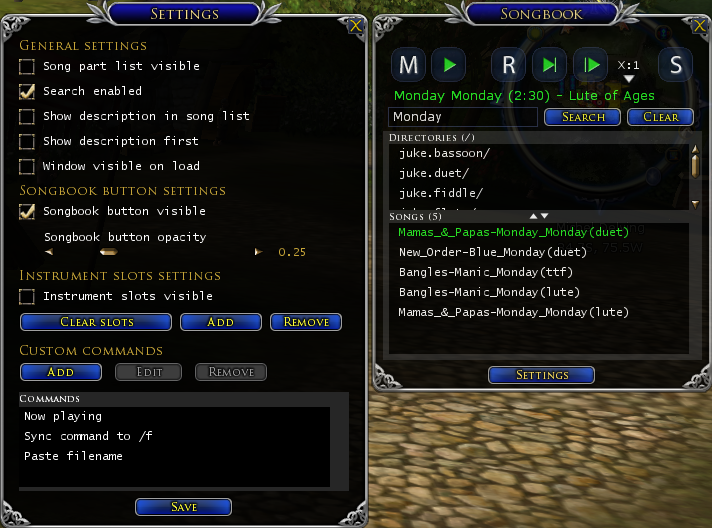 Settings
X
General settings
Song part list visible
Search enabled
Show description in song list
Show description first
Window visible on load
Songbook button settings
Songbook button visible
Songbook button opacity
0.25
Instrument slots settings
Instrument slots visible
Clear slots Add Remove
Custom commands
Add Edit Remove
Commands
Now playing
Sync command to /f
Paste filename
Save
Songbook
X
M R X:1 S
Monday Monday (2:30) - Lute of Ages
Monday Search Clear
Directories (/)
juke.bassoon/
juke.duet/
juke.fiddle/
Songs (5)
Mamas_&_Papas-Monday_Monday(duet)
New_Order-Blue_Monday(duet)
Bangles-Manic_Monday(ttf)
Bangles-Manic_Monday(lute)
Mamas_&_Papas-Monday_Monday(lute)
Settings